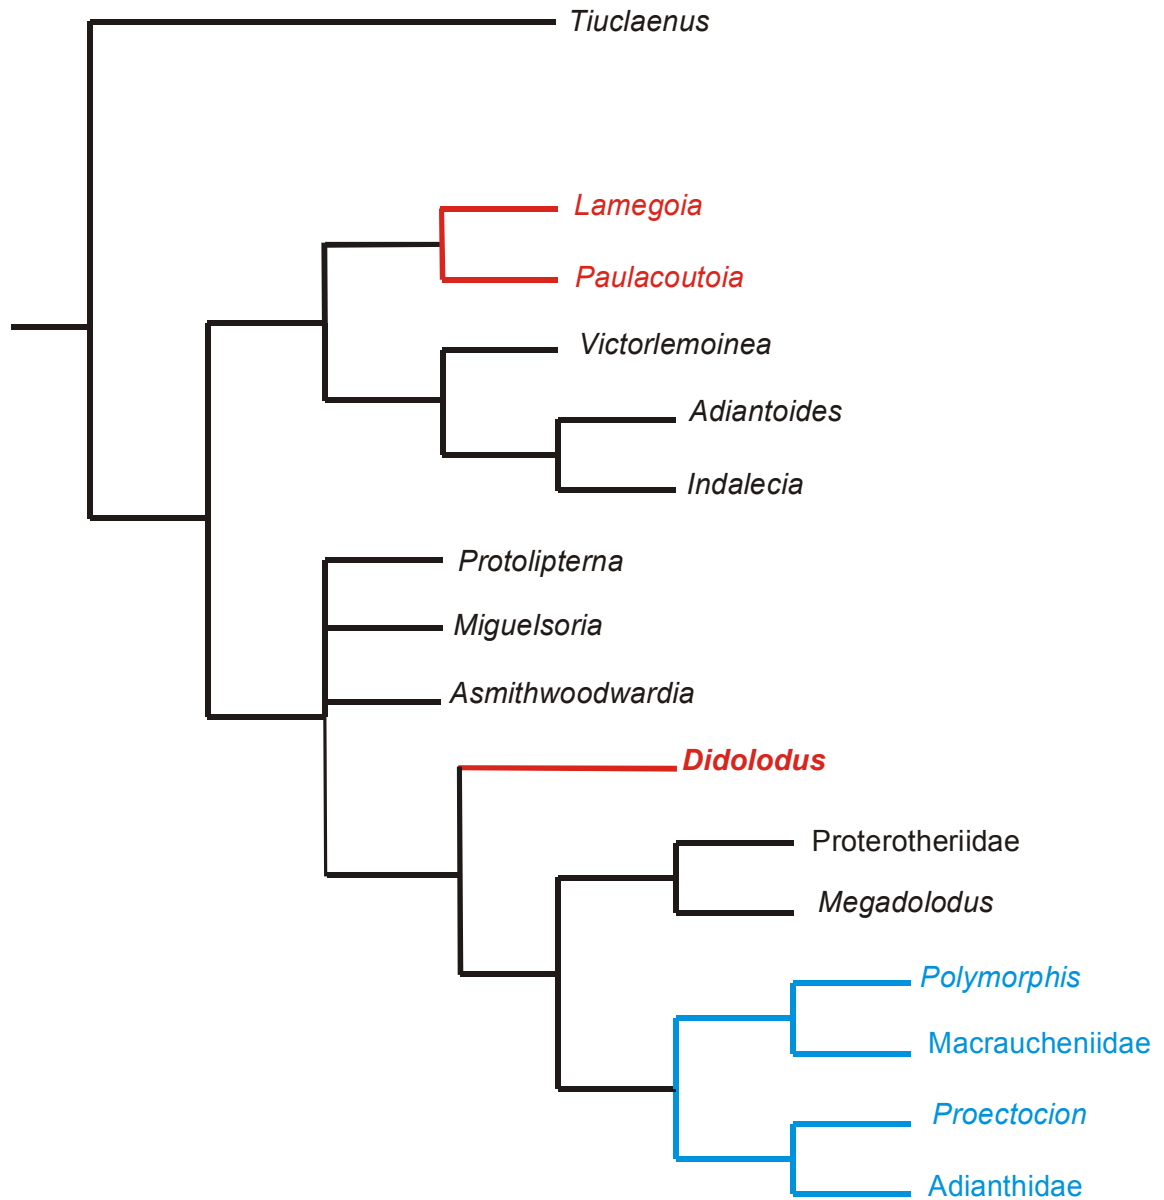 Tiuclaenus
Lamegoia
Paulacoutoia
Victorlemoinea
Adiantoides
Indalecia
Protolipterna
Miguelsoria
Asmithwoodwardia
Didolodus
Proterotheriidae
Megadolodus
Polymorphis
Macraucheniidae
Proectocion
Adianthidae